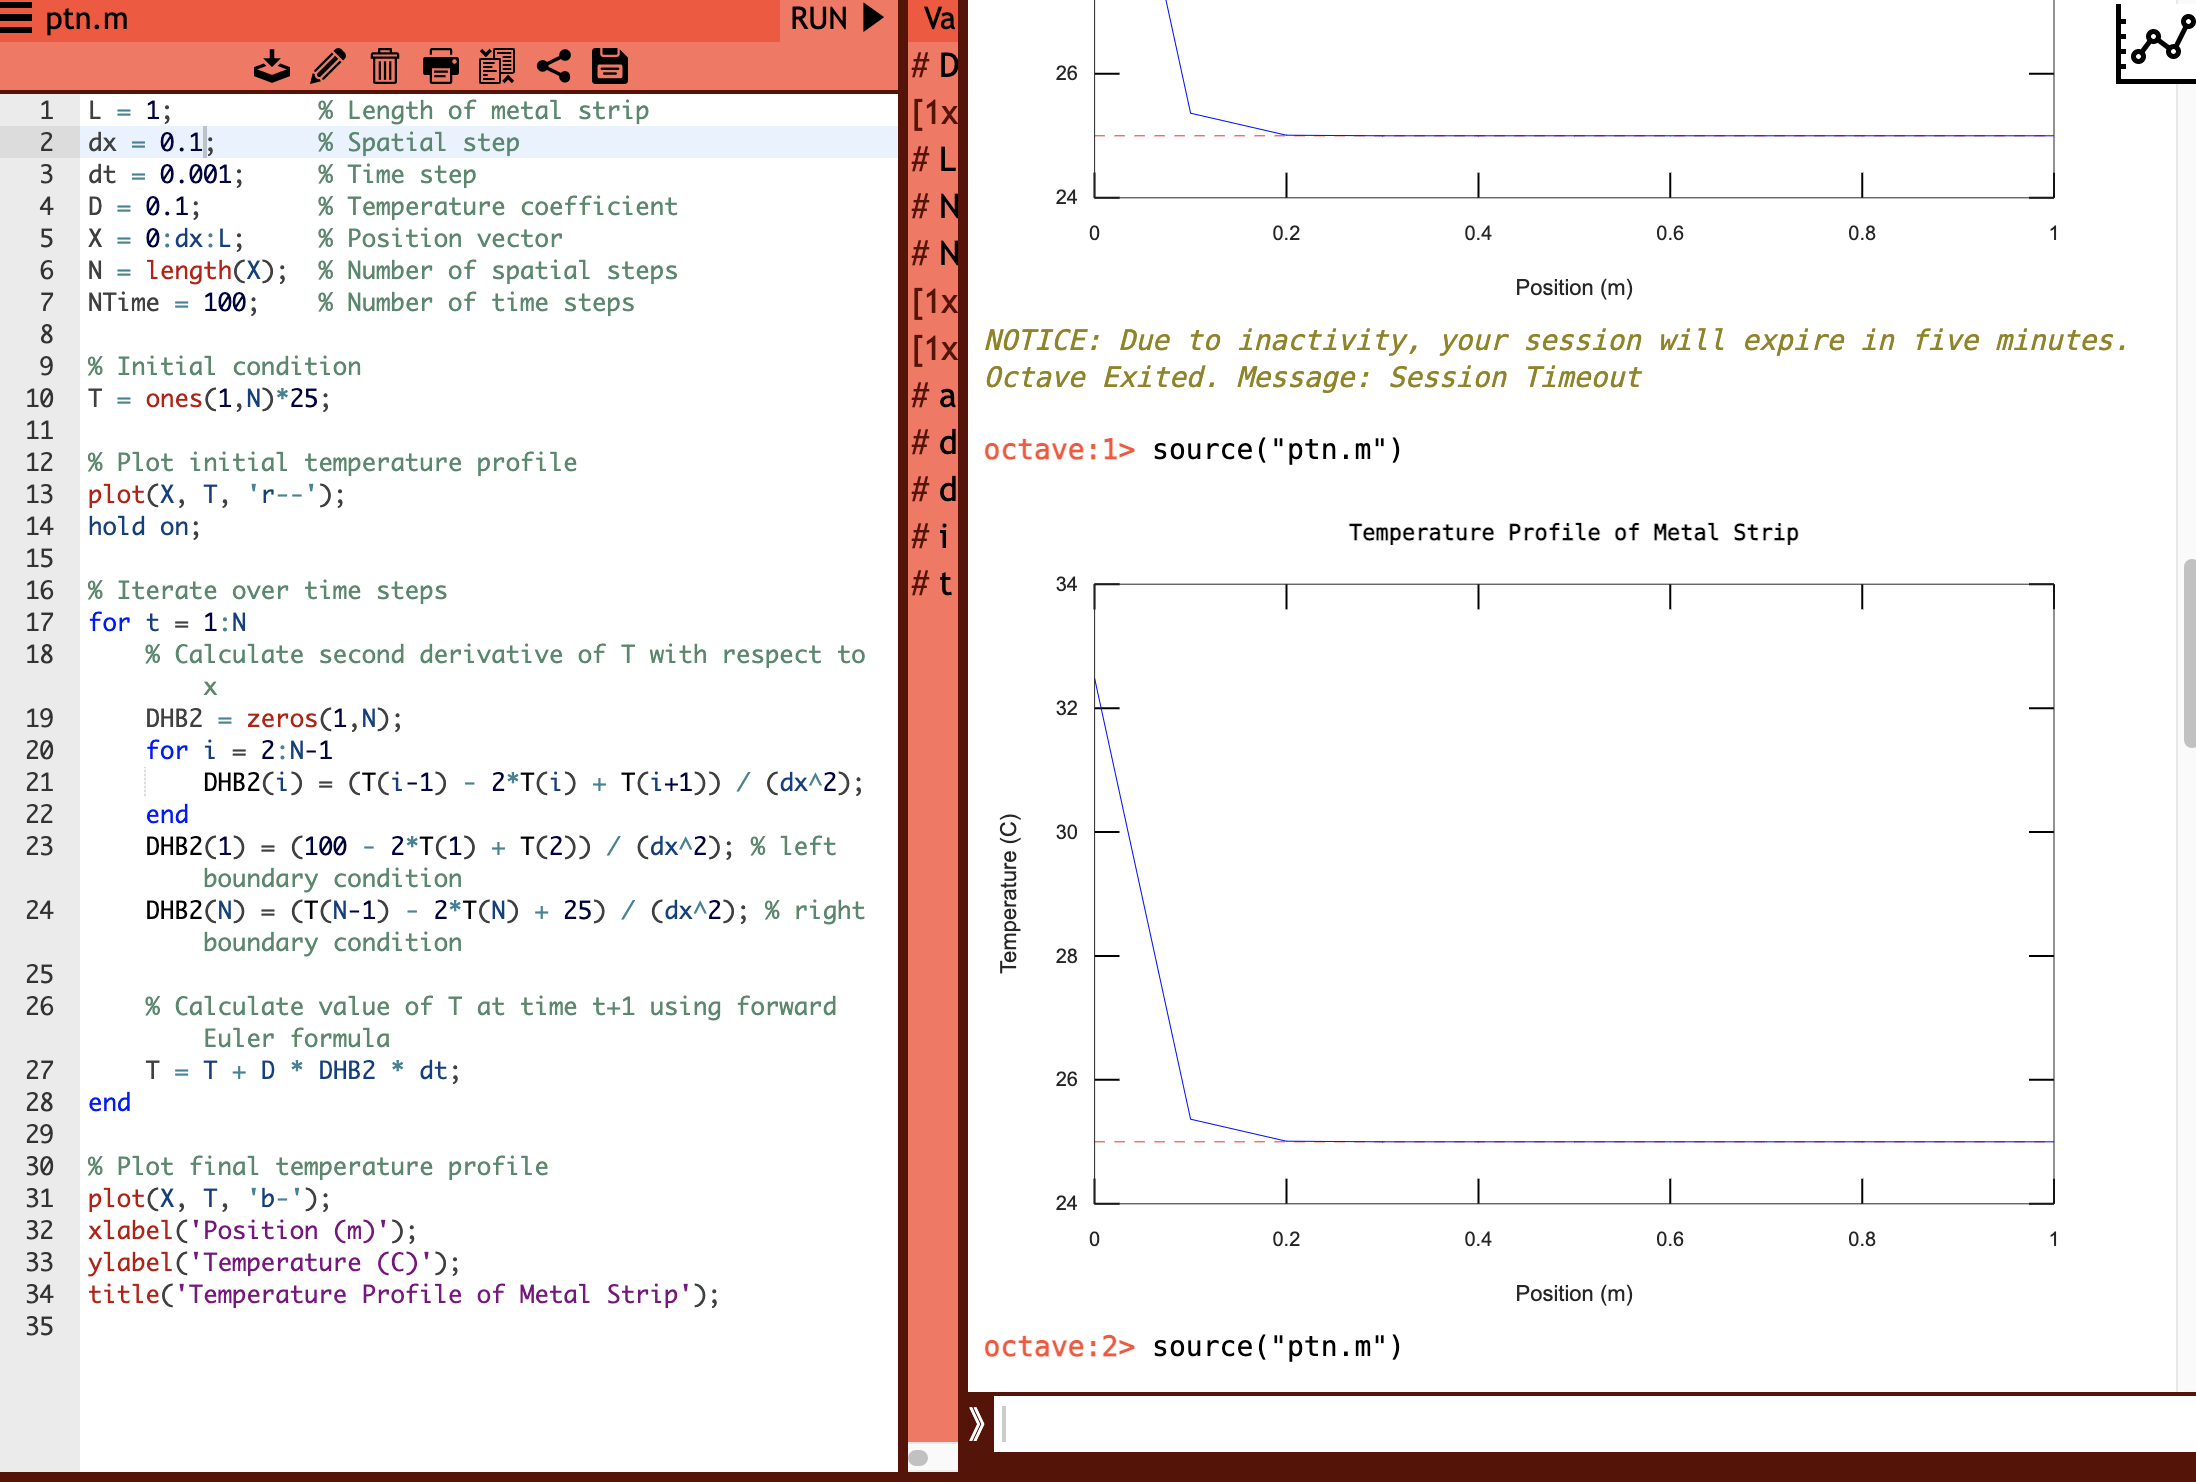 ptn.m
RUN
1 L = 1;          % Length of metal strip
2 dx = 0.1;       % Spatial step
3 dt = 0.001;     % Time step
4 D = 0.1;        % Temperature coefficient
5 X = 0:dx:L;     % Position vector
6 N = length(X);  % Number of spatial steps
7 NTime = 100;    % Number of time steps
8
9 % Initial condition
10 T = ones(1,N)*25;
11
12 % Plot initial temperature profile
13 plot(X, T, 'r--');
14 hold on;
15
16 % Iterate over time steps
17 for t = 1:N
18     % Calculate second derivative of T with respect to
x
19     DHB2 = zeros(1,N);
20     for i = 2:N-1
21         DHB2(i) = (T(i-1) - 2*T(i) + T(i+1)) / (dx^2);
22     end
23     DHB2(1) = (100 - 2*T(1) + T(2)) / (dx^2); % left
boundary condition
24     DHB2(N) = (T(N-1) - 2*T(N) + 25) / (dx^2); % right
boundary condition
25
26     % Calculate value of T at time t+1 using forward
Euler formula
27     T = T + D * DHB2 * dt;
28 end
29
30 % Plot final temperature profile
31 plot(X, T, 'b-');
32 xlabel('Position (m)');
33 ylabel('Temperature (C)');
34 title('Temperature Profile of Metal Strip');
35
Va
# D
[1x
# L
# N
# N
[1x
[1x
# a
# d
# d
# i
# t
26
24
0 0.2 0.4 0.6 0.8 1
Position (m)
NOTICE: Due to inactivity, your session will expire in five minutes.
Octave Exited. Message: Session Timeout
octave:1> source("ptn.m")
Temperature Profile of Metal Strip
34
32
30
28
26
24
Temperature (C)
0 0.2 0.4 0.6 0.8 1
Position (m)
octave:2> source("ptn.m")